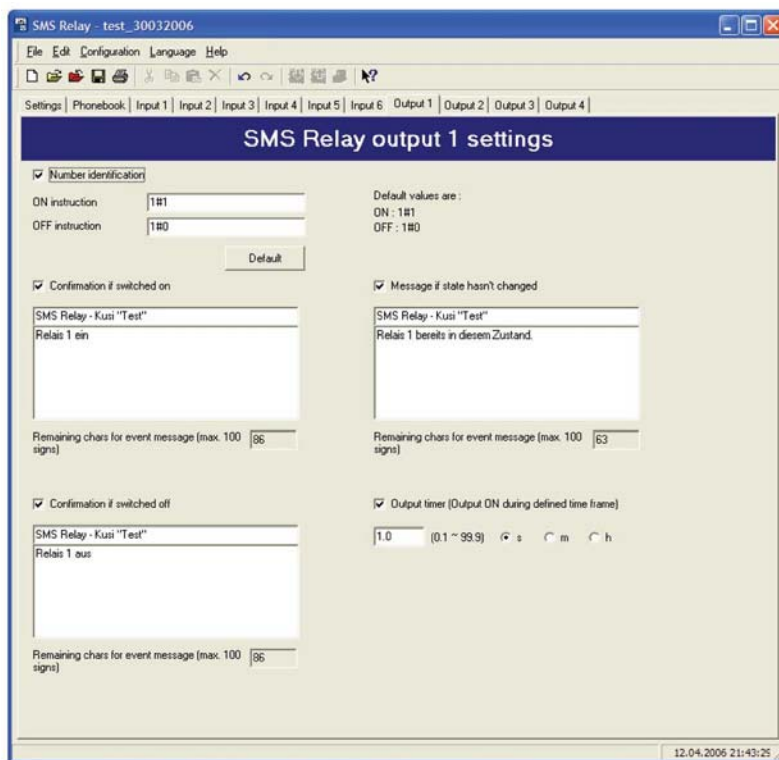 SMS Relay - test_30032006
File Edit Configuration Language Help
Settings Phonebook Input 1 Input 2 Input 3 Input 4 Input 5 Input 6 Output 1 Output 2 Output 3 Output 4
SMS Relay output 1 settings
Number identification
ON instruction 1#1
OFF instruction 1#0
Default
Default values are :
ON : 1#1
OFF : 1#0
Confirmation if switched on
SMS Relay - Kusi "Test"
Relais 1 ein
Remaining chars for event message (max. 100 signs) 86
Message if state hasn't changed
SMS Relay - Kusi "Test"
Relais 1 bereits in diesem Zustand.
Remaining chars for event message (max. 100 signs) 63
Confirmation if switched off
SMS Relay - Kusi "Test"
Relais 1 aus
Remaining chars for event message (max. 100 signs) 86
Output timer (Output ON during defined time frame)
1.0 (0.1 ~ 99.9) s m h
12.04.2006 21:43:25